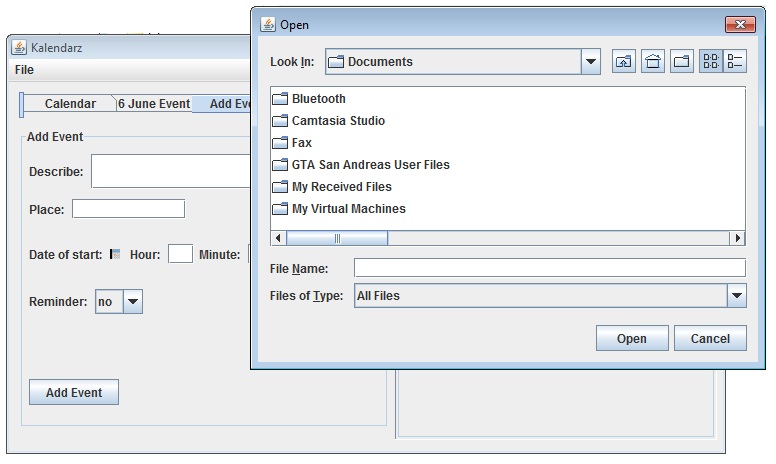 Kalendarz
File
Calendar
6 June Event
Add Eve
Add Event
Describe:
Place:
Date of start:
Hour:
Minute:
Reminder:
no
Add Event
Open
Look In:
Documents
Bluetooth
Camtasia Studio
Fax
GTA San Andreas User Files
My Received Files
My Virtual Machines
File Name:
Files of Type:
All Files
Open
Cancel